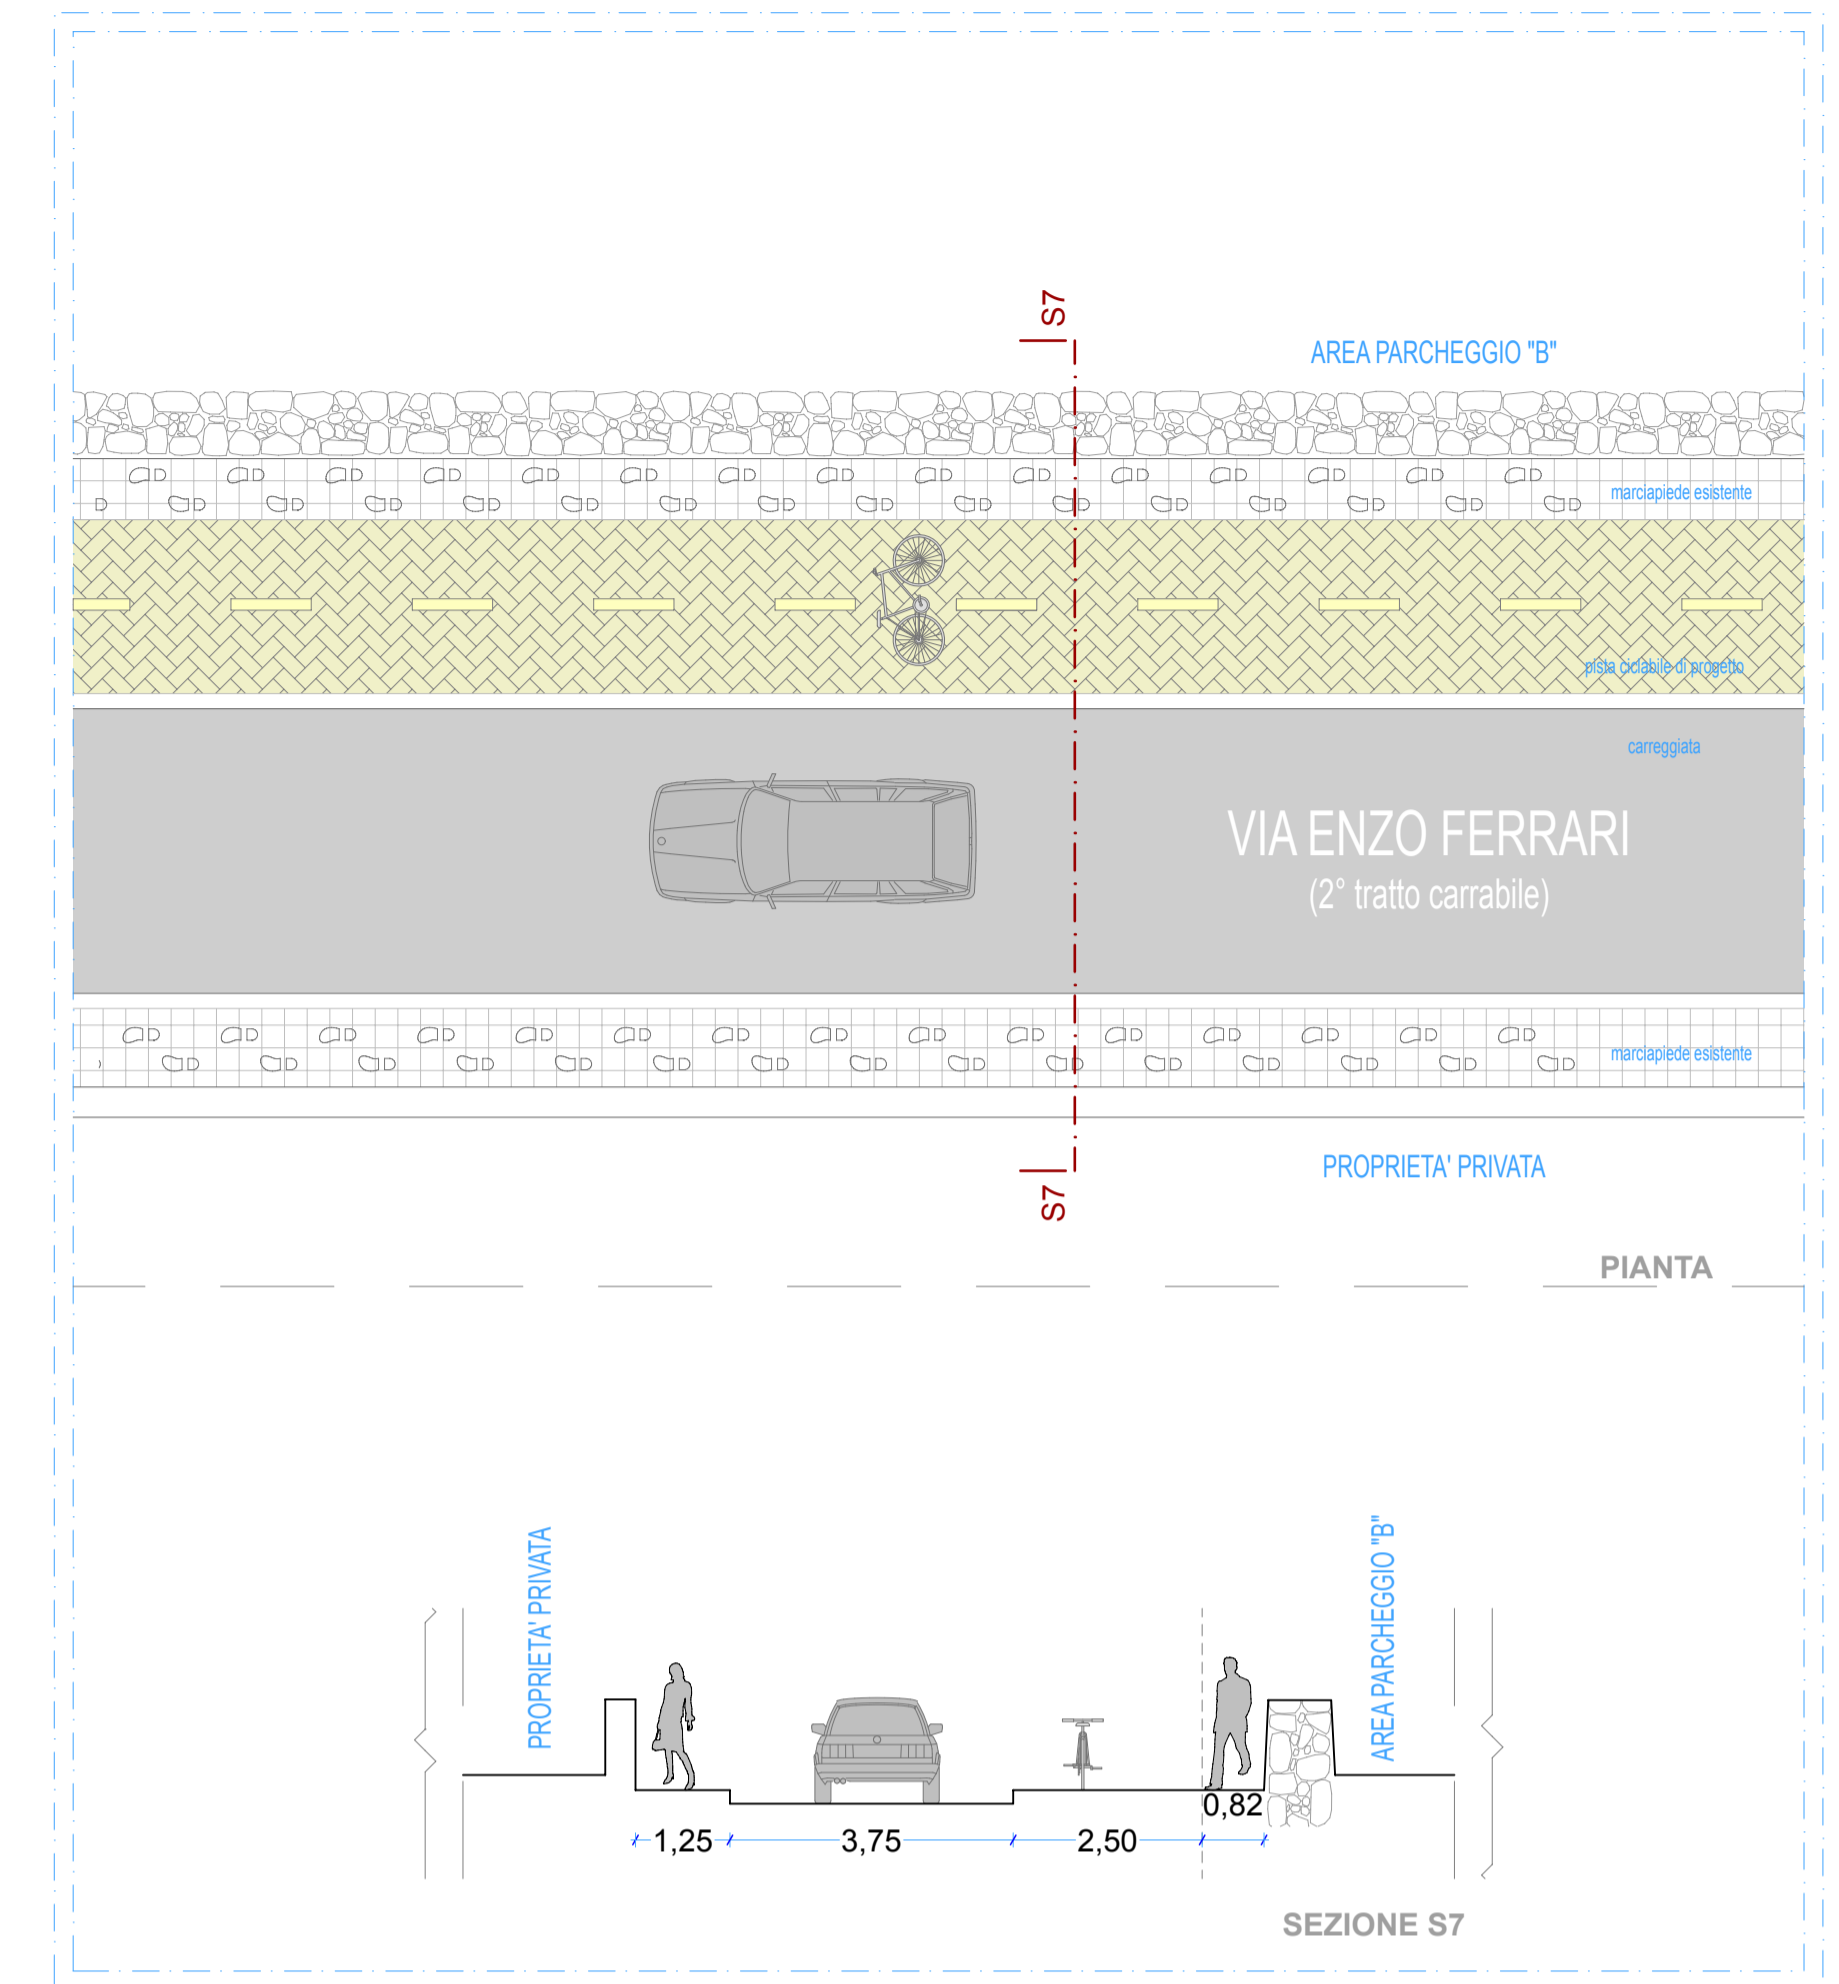 S7
AREA PARCHEGGIO "B"
marciapiede esistente
pista ciclabile di progetto
carreggiata
VIA ENZO FERRARI
(2° tratto carrabile)
marciapiede esistente
PROPRIETA' PRIVATA
S7
PIANTA
PROPRIETA' PRIVATA
AREA PARCHEGGIO "B"
0,82
1,25
3,75
2,50
SEZIONE S7